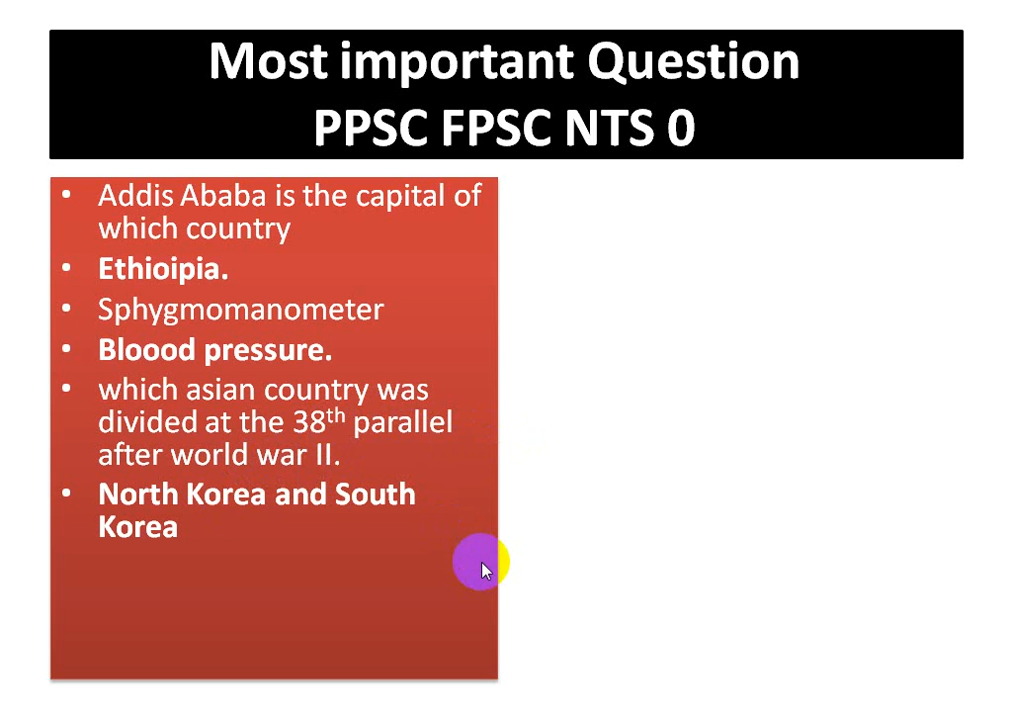 Most important Question
PPSC FPSC NTS 0
• Addis Ababa is the capital of
which country
• Ethioipia.
• Sphygmomanometer
• Bloood pressure.
• which asian country was
divided at the 38th parallel
after world war II.
• North Korea and South
Korea